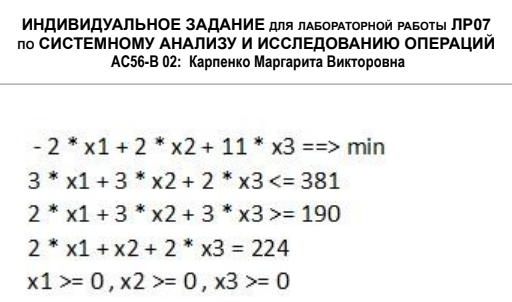 ИНДИВИДУАЛЬНОЕ ЗАДАНИЕ ДЛЯ ЛАБОРАТОРНОЙ РАБОТЫ ЛР07
ПО СИСТЕМНОМУ АНАЛИЗУ И ИССЛЕДОВАНИЮ ОПЕРАЦИЙ
АС56-В 02: Карпенко Маргарита Викторовна
- 2 * x1 + 2 * x2 + 11 * x3 ==> min
3 * x1 + 3 * x2 + 2 * x3 <= 381
2 * x1 + 3 * x2 + 3 * x3 >= 190
2 * x1 + x2 + 2 * x3 = 224
x1 >= 0 , x2 >= 0 , x3 >= 0